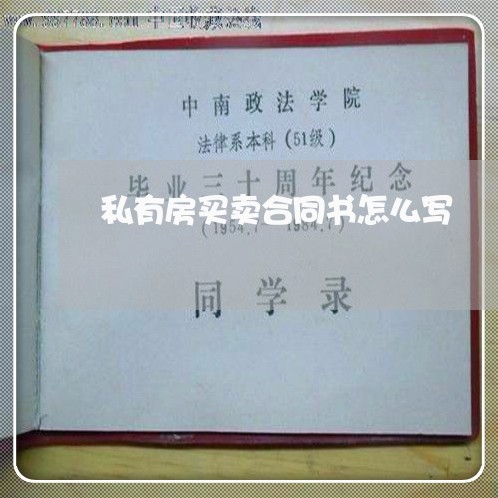 中南政法学院
法律系本科(51级)
毕业三十周年纪念
私有房买卖合同书怎么写
(1954.7 1984.7)
同学录